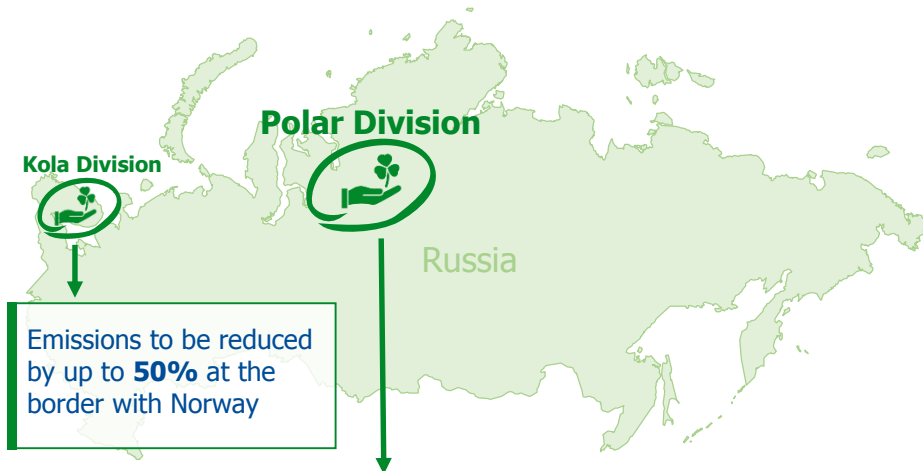 Polar Division
Kola Division
Russia
Emissions to be reduced
by up to 50% at the
border with Norway